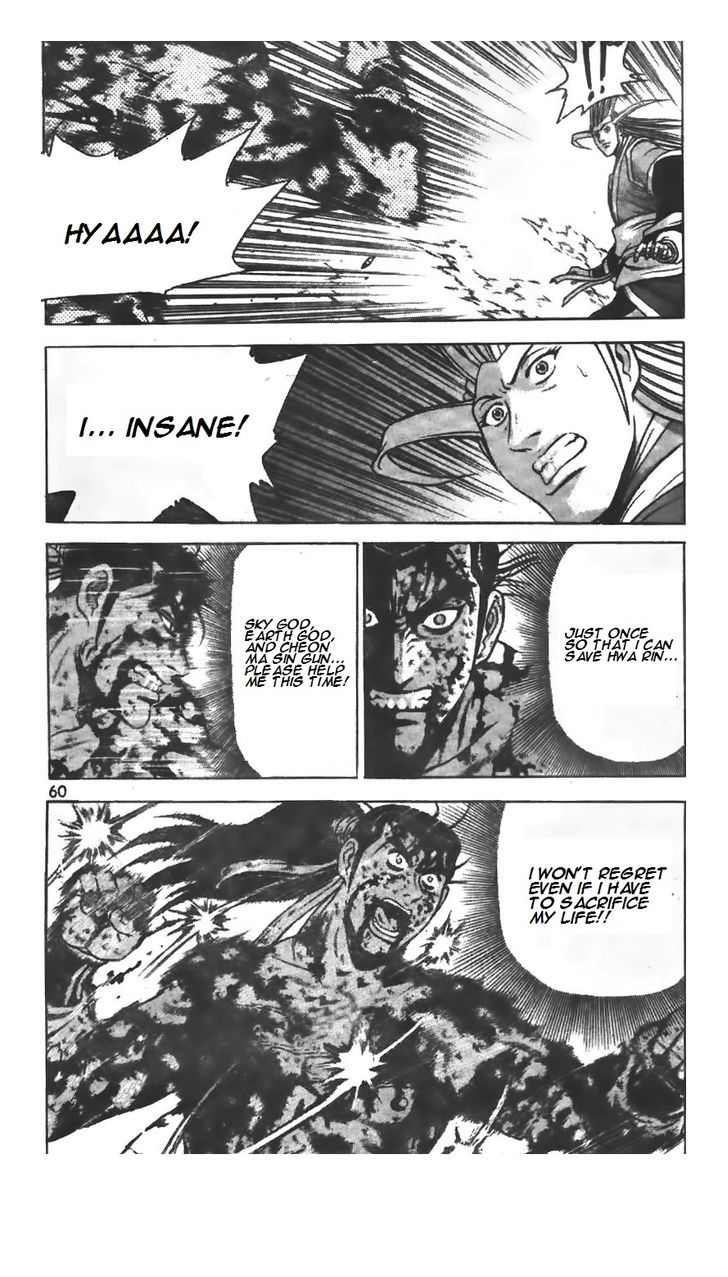 !!
HYAAAA!
I... INSANE!
JUST ONCE
SO THAT I CAN
SAVE HWA RIN...
SKY GOD,
EARTH GOD,
AND CHEON
MA SIN GUN...
PLEASE HELP
ME THIS TIME!
60
I WON'T REGRET
EVEN IF I HAVE
TO SACRIFICE
MY LIFE!!